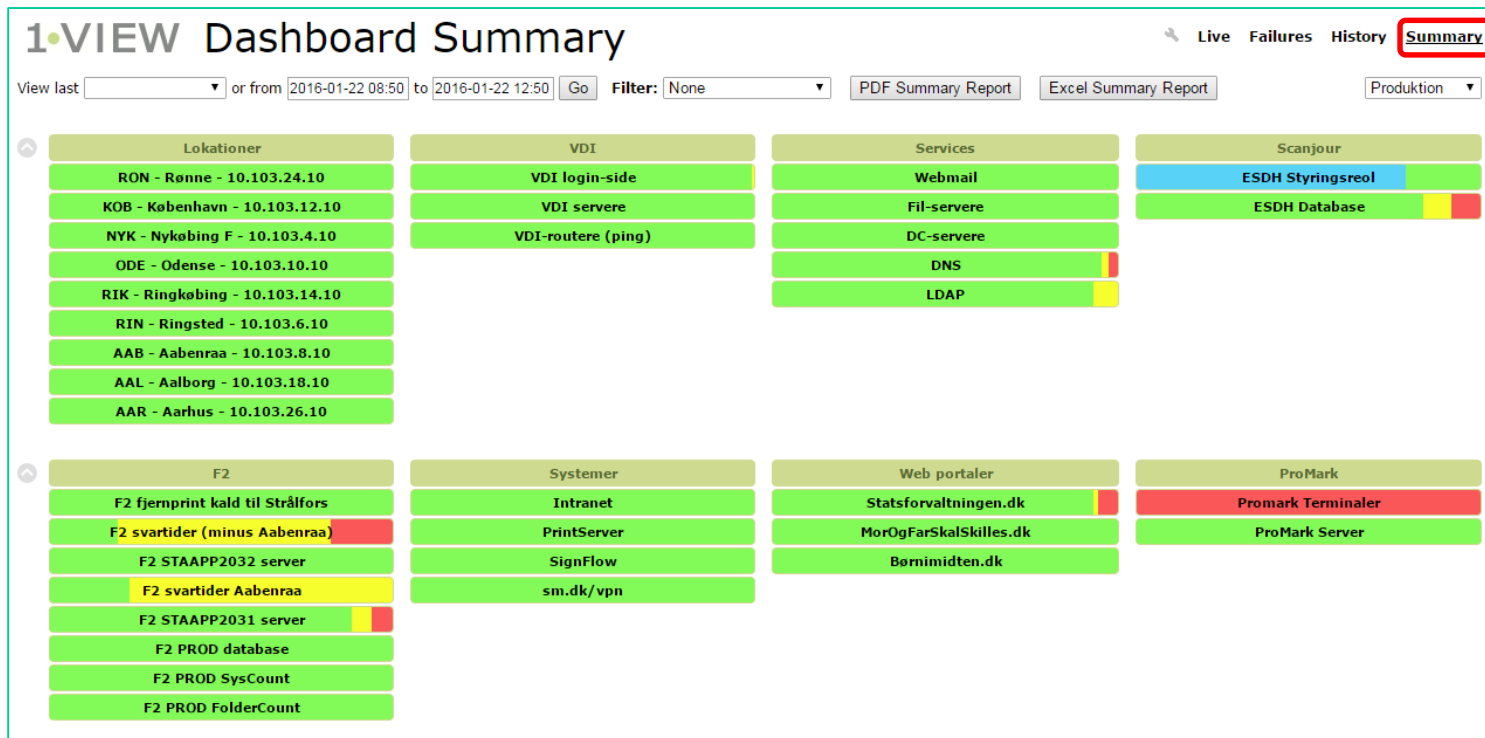 1•VIEW Dashboard Summary
Live Failures History Summary
View last or from 2016-01-22 08:50 to 2016-01-22 12:50 Go Filter: None PDF Summary Report Excel Summary Report Produktion
Lokationer VDI Services Scanjour
RON - Rønne - 10.103.24.10 VDI login-side Webmail ESDH Styringsreol
KOB - København - 10.103.12.10 VDI servere Fil-servere ESDH Database
NYK - Nykøbing F - 10.103.4.10 VDI-routere (ping) DC-servere
ODE - Odense - 10.103.10.10 DNS
RIK - Ringkøbing - 10.103.14.10 LDAP
RIN - Ringsted - 10.103.6.10
AAB - Aabenraa - 10.103.8.10
AAL - Aalborg - 10.103.18.10
AAR - Aarhus - 10.103.26.10
F2 Systemer Web portaler ProMark
F2 fjernprint kald til Strålfors Intranet Statsforvaltningen.dk Promark Terminaler
F2 svartider (minus Aabenraa) PrintServer MorOgFarSkalSkilles.dk ProMark Server
F2 STAAPP2032 server SignFlow Børnimidten.dk
F2 svartider Aabenraa sm.dk/vpn
F2 STAAPP2031 server
F2 PROD database
F2 PROD SysCount
F2 PROD FolderCount